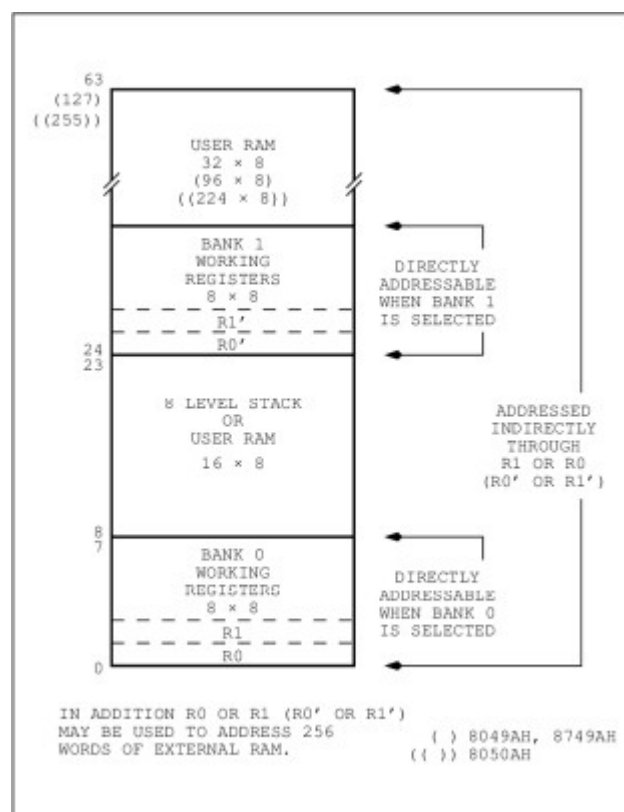 63
(127)
((255))
USER RAM
32 × 8
(96 × 8)
((224 × 8))
BANK 1
WORKING
REGISTERS
8 × 8
R1'
R0'
DIRECTLY
ADDRESSABLE
WHEN BANK 1
IS SELECTED
24
23
8 LEVEL STACK
OR
USER RAM
16 × 8
ADDRESSED
INDIRECTLY
THROUGH
R1 OR R0
(R0' OR R1')
8
7
BANK 0
WORKING
REGISTERS
8 × 8
R1
R0
DIRECTLY
ADDRESSABLE
WHEN BANK 0
IS SELECTED
0
IN ADDITION R0 OR R1 (R0' OR R1')
MAY BE USED TO ADDRESS 256
WORDS OF EXTERNAL RAM.
( ) 8049AH, 8749AH
(( )) 8050AH